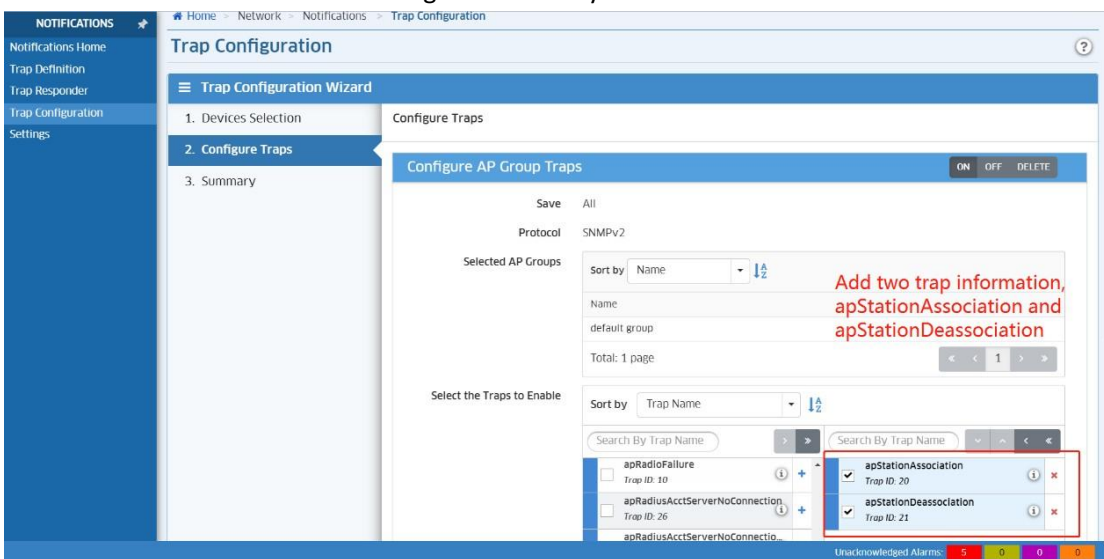 NOTIFICATIONS
Home > Network > Notifications > Trap Configuration
Notifications Home
Trap Configuration
?
Trap Definition
Trap Responder
Trap Configuration Wizard
Trap Configuration
1. Devices Selection
Configure Traps
Settings
2. Configure Traps
Configure AP Group Traps
ON OFF DELETE
3. Summary
Save All
Protocol SNMPv2
Selected AP Groups
Sort by Name
Add two trap information,
apStationAssociation and
apStationDeassociation
Name
default group
Total: 1 page
« < 1 > »
Select the Traps to Enable
Sort by Trap Name
Search By Trap Name
Search By Trap Name
apRadioFailure
Trap ID: 10
apStationAssociation
Trap ID: 20
apRadiusAcctServerNoConnection
Trap ID: 26
apStationDeassociation
Trap ID: 21
apRadiusAcctServerNoConnectio...
Unacknowledged Alarms: 5 0 0 0